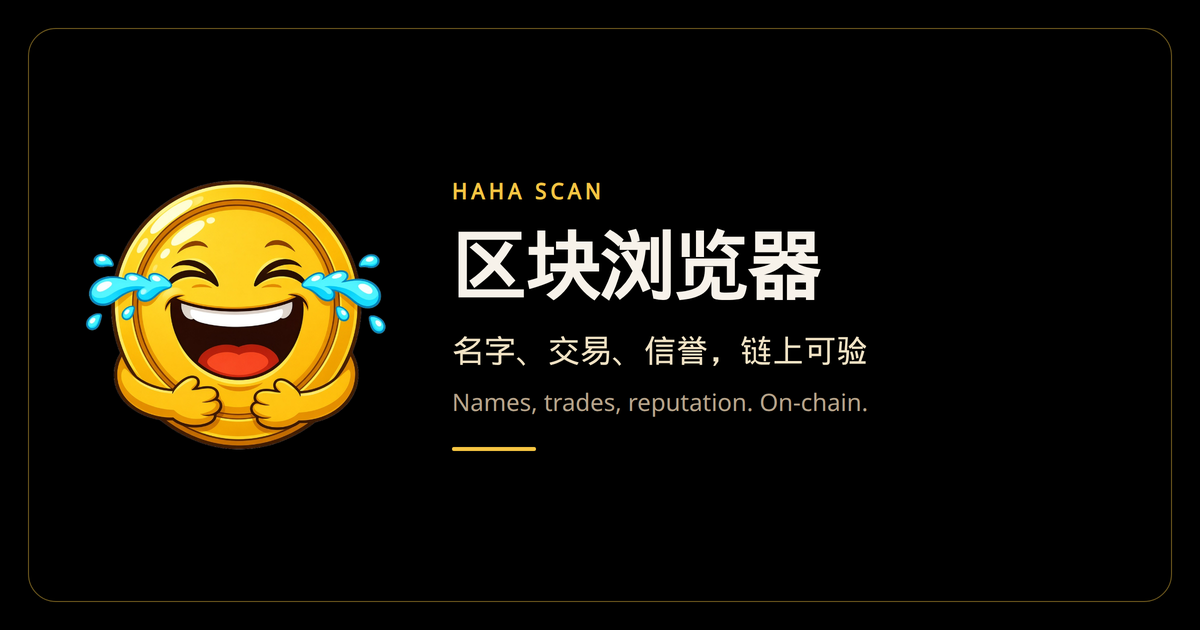 HAHA SCAN
区块浏览器
名字、交易、信誉，链上可验
Names, trades, reputation. On-chain.